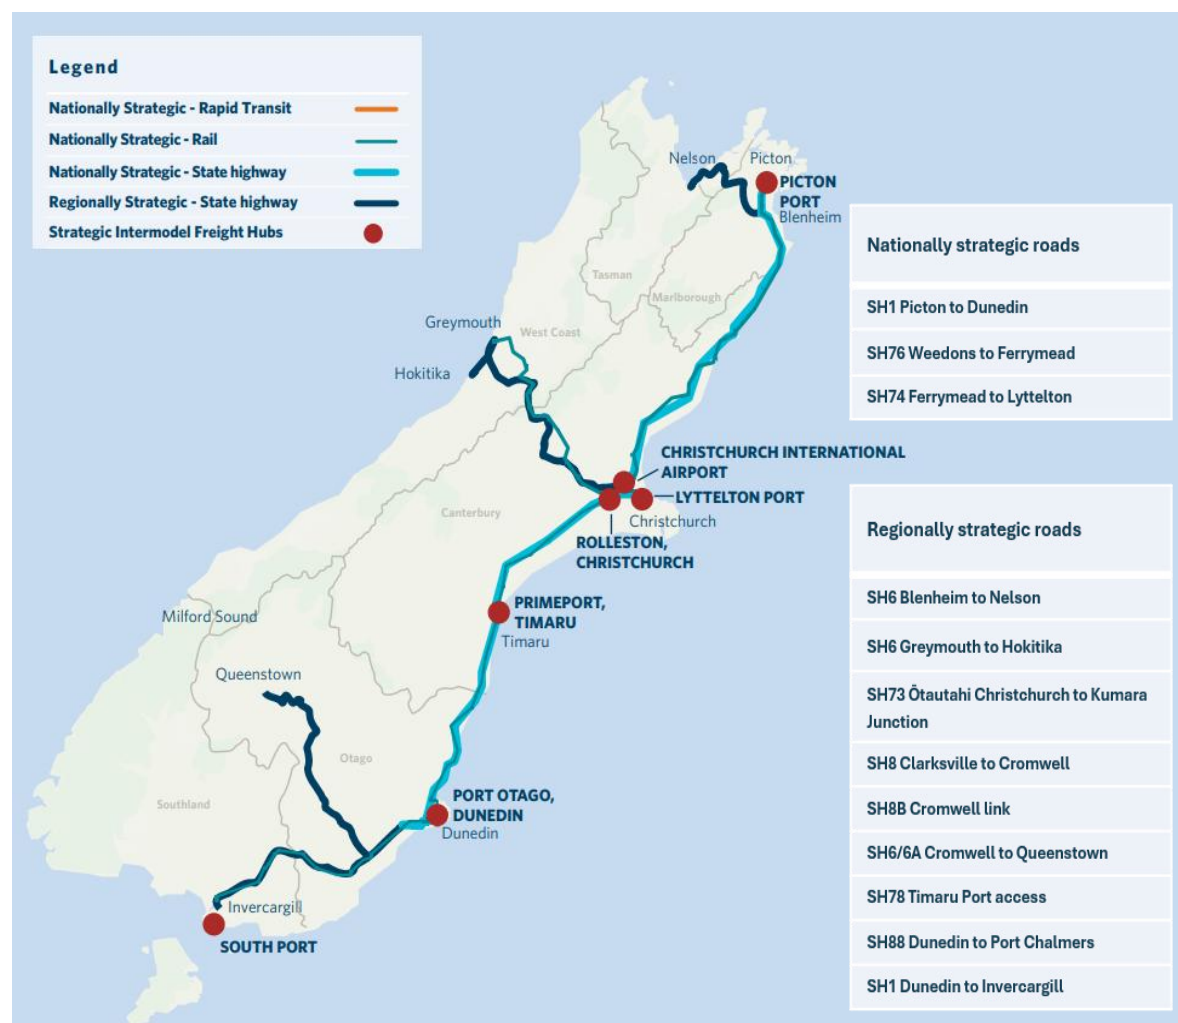 Legend
Nationally Strategic - Rapid Transit
Nationally Strategic - Rail
Nationally Strategic - State highway
Regionally Strategic - State highway
Strategic Intermodel Freight Hubs
Nelson
Picton
PICTON
PORT
Blenheim
Tasman
Marlborough
Greymouth
West Coast
Hokitika
CHRISTCHURCH INTERNATIONAL
AIRPORT
LYTTELTON PORT
Canterbury
Christchurch
ROLLESTON,
CHRISTCHURCH
PRIMEPORT,
TIMARU
Timaru
Milford Sound
Queenstown
Otago
Southland
PORT OTAGO,
DUNEDIN
Dunedin
Invercargill
SOUTH PORT
Nationally strategic roads
SH1 Picton to Dunedin
SH76 Weedons to Ferrymead
SH74 Ferrymead to Lyttelton
Regionally strategic roads
SH6 Blenheim to Nelson
SH6 Greymouth to Hokitika
SH73 Ōtautahi Christchurch to Kumara
Junction
SH8 Clarksville to Cromwell
SH8B Cromwell link
SH6/6A Cromwell to Queenstown
SH78 Timaru Port access
SH88 Dunedin to Port Chalmers
SH1 Dunedin to Invercargill